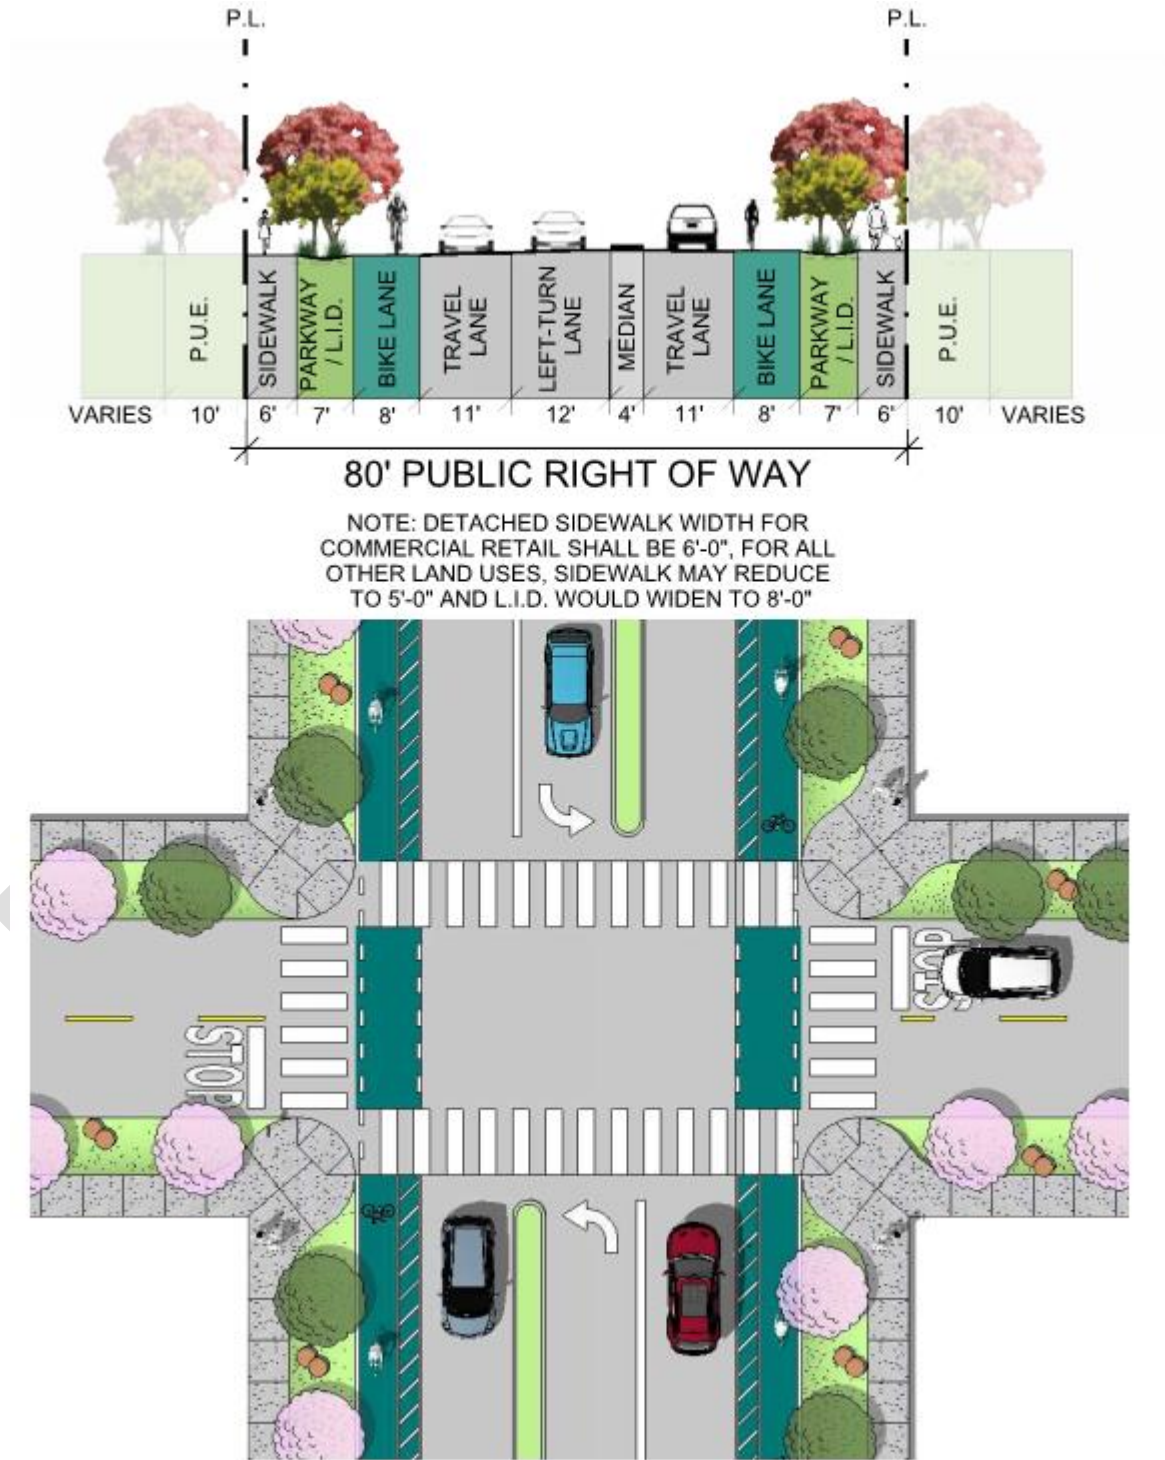 P.L. P.L.
P.U.E.
SIDEWALK
PARKWAY
/ L.I.D.
BIKE LANE
TRAVEL
LANE
LEFT-TURN
LANE
MEDIAN
TRAVEL
LANE
BIKE LANE
PARKWAY
/ L.I.D.
SIDEWALK
P.U.E.
VARIES 10' 6' 7' 8' 11' 12' 4' 11' 8' 7' 6' 10' VARIES
80' PUBLIC RIGHT OF WAY
NOTE: DETACHED SIDEWALK WIDTH FOR
COMMERCIAL RETAIL SHALL BE 6'-0", FOR ALL
OTHER LAND USES, SIDEWALK MAY REDUCE
TO 5'-0" AND L.I.D. WOULD WIDEN TO 8'-0"
STOP
STOP